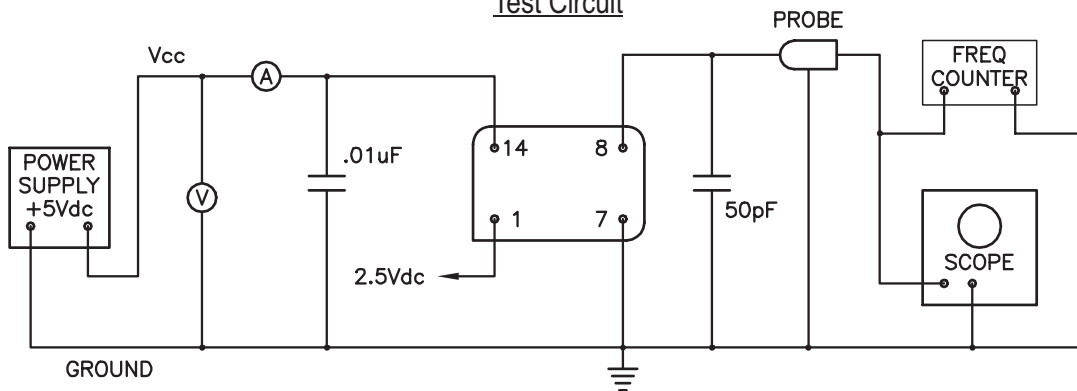 Test Circuit
PROBE
Vcc
FREQ
COUNTER
A
POWER
SUPPLY
+5Vdc
.01uF
14
8
V
1
7
50pF
2.5Vdc
SCOPE
GROUND